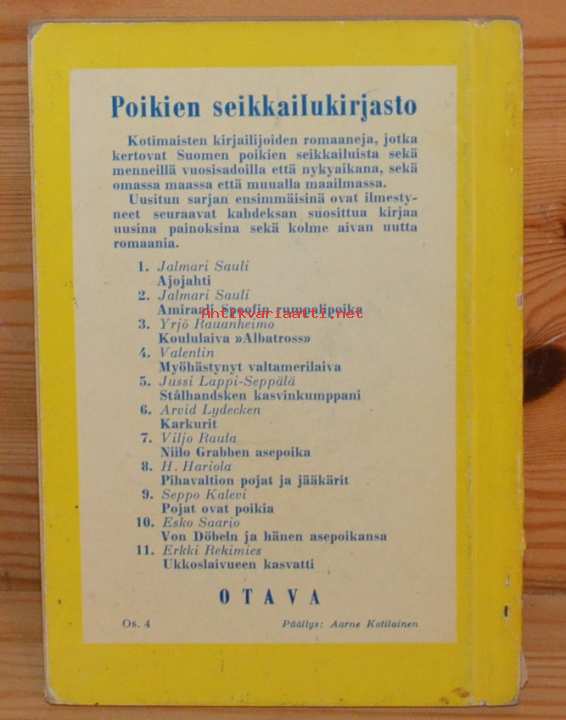 Poikien seikkailukirjasto
Kotimaisten kirjailijoiden romaaneja, jotka
kertovat Suomen poikien seikkailuista sekä
menneillä vuosisadoilla että nykyaikana, sekä
omassa maassa että muualla maailmassa.
Uusitun sarjan ensimmäisinä ovat ilmesty-
neet seuraavat kahdeksan suosittua kirjaa
uusina painoksina sekä kolme aivan uutta
romaania.
1. Jalmari Sauli
Ajojahti
2. Jalmari Sauli
Amiraali Spoofin rumpalipoika
Antikvariaatti.net
3. Yrjö Rauanheimo
Koululaiva »Albatross»
4. Valentin
Myöhästynyt valtamerilaiva
5. Jussi Lappi-Seppälä
Stålhandsken kasvinkumppani
6. Arvid Lydecken
Karkurit
7. Viljo Raula
Niilo Grabben asepoika
8. H. Hariola
Pihavaltion pojat ja jääkärit
9. Seppo Kalevi
Pojat ovat poikia
10. Esko Saario
Von Döbeln ja hänen asepoikansa
11. Erkki Rekimies
Ukkoslaivueen kasvatti
OTAVA
Os. 4 Päällys: Aarne Kotilainen